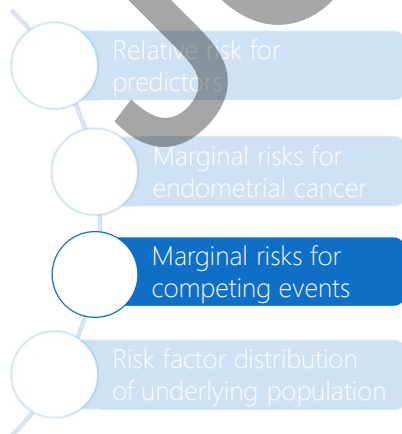 Relative risk for
predictors
Marginal risks for
endometrial cancer
Marginal risks for
competing events
Risk factor distribution
of underlying population